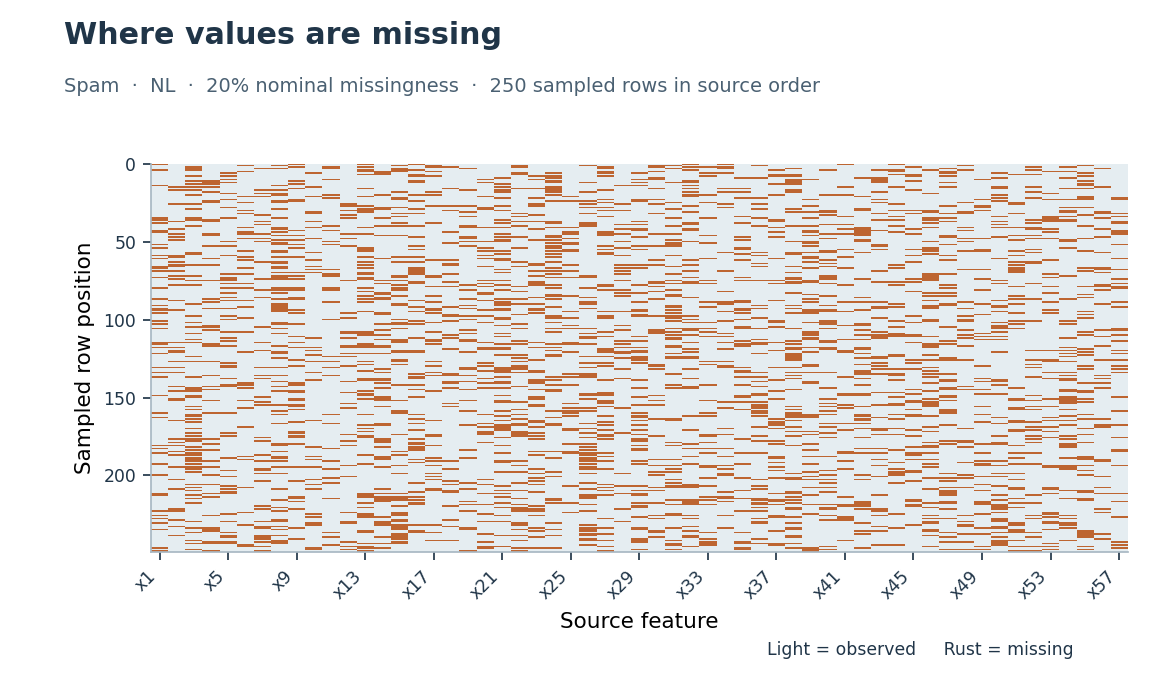 Where values are missing
Spam · NL · 20% nominal missingness · 250 sampled rows in source order
0
50
100
150
200
Sampled row position
x1 x5 x9 x13 x17 x21 x25 x29 x33 x37 x41 x45 x49 x53 x57
Source feature
Light = observed Rust = missing